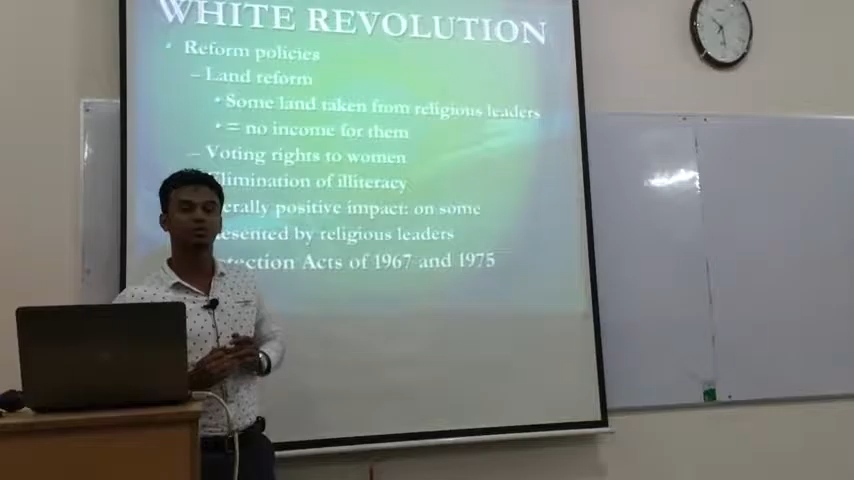 WHITE REVOLUTION
• Reform policies
– Land reform
• Some land taken from religious leaders
• = no income for them
– Voting rights to women
Elimination of illiteracy
erally positive impact: on some
esented by religious leaders
otection Acts of 1967 and 1975